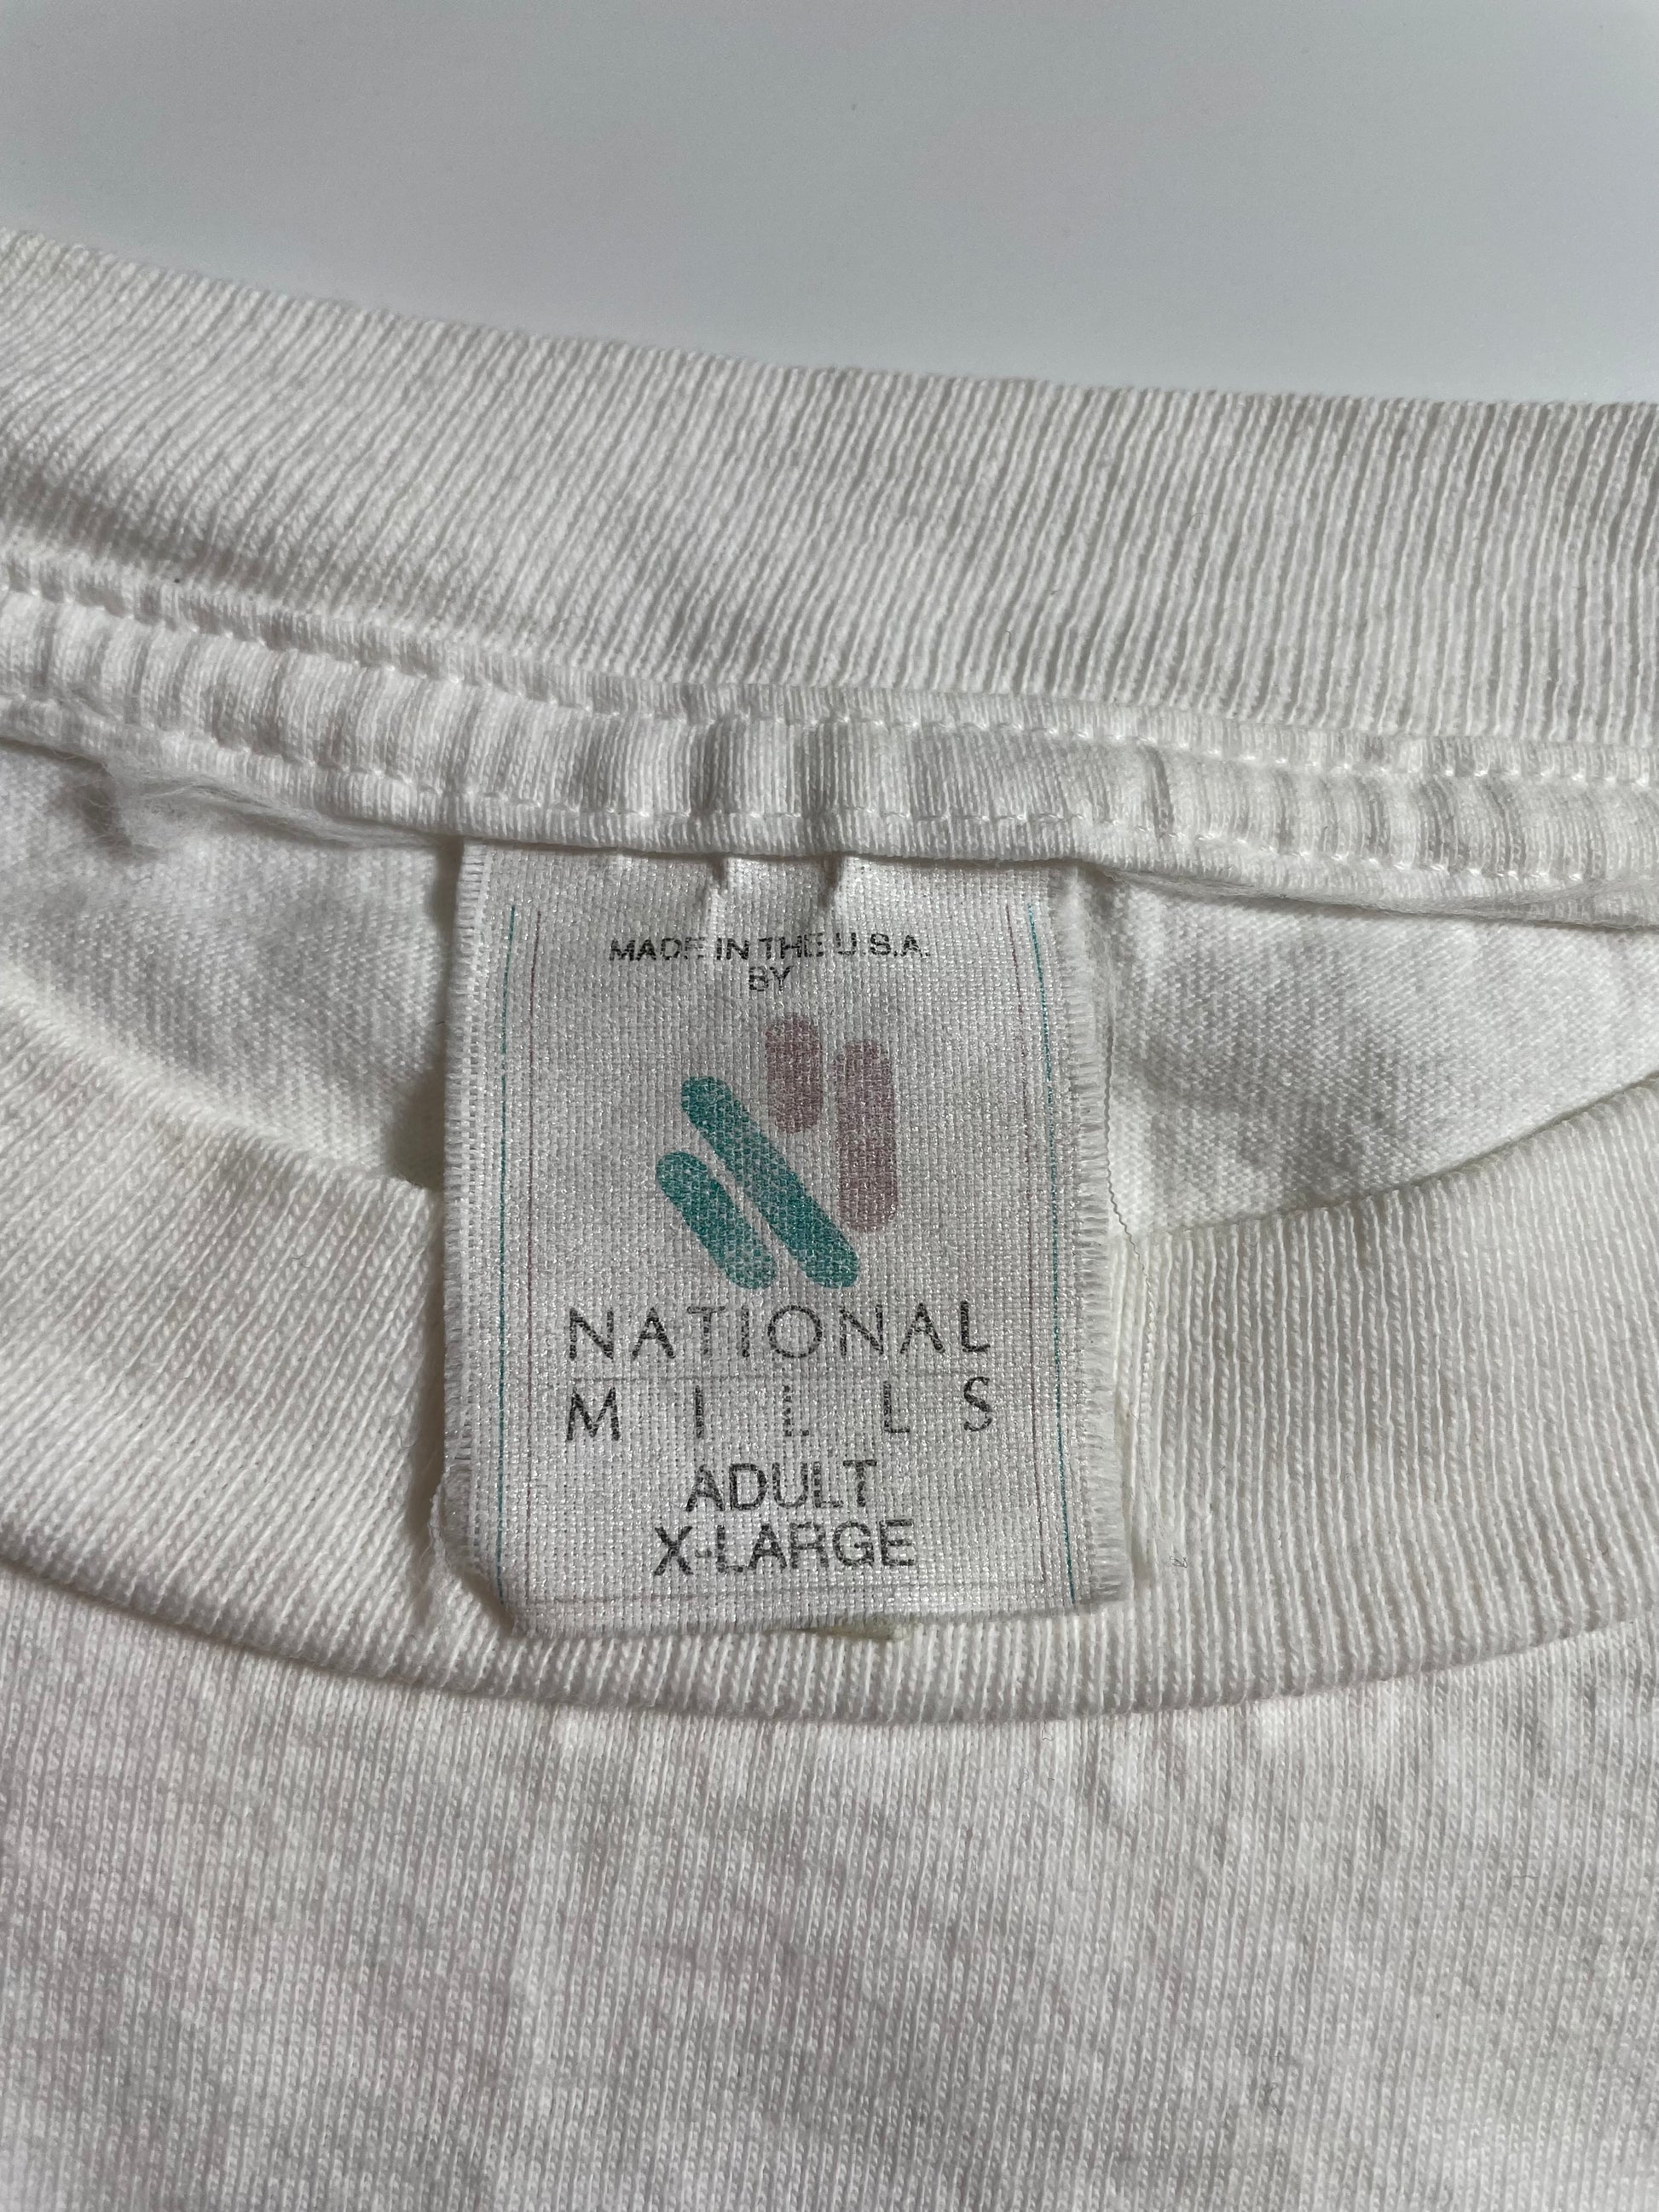 MADE IN THE U.S.A.
BY
NATIONAL
MILLS
ADULT
X-LARGE